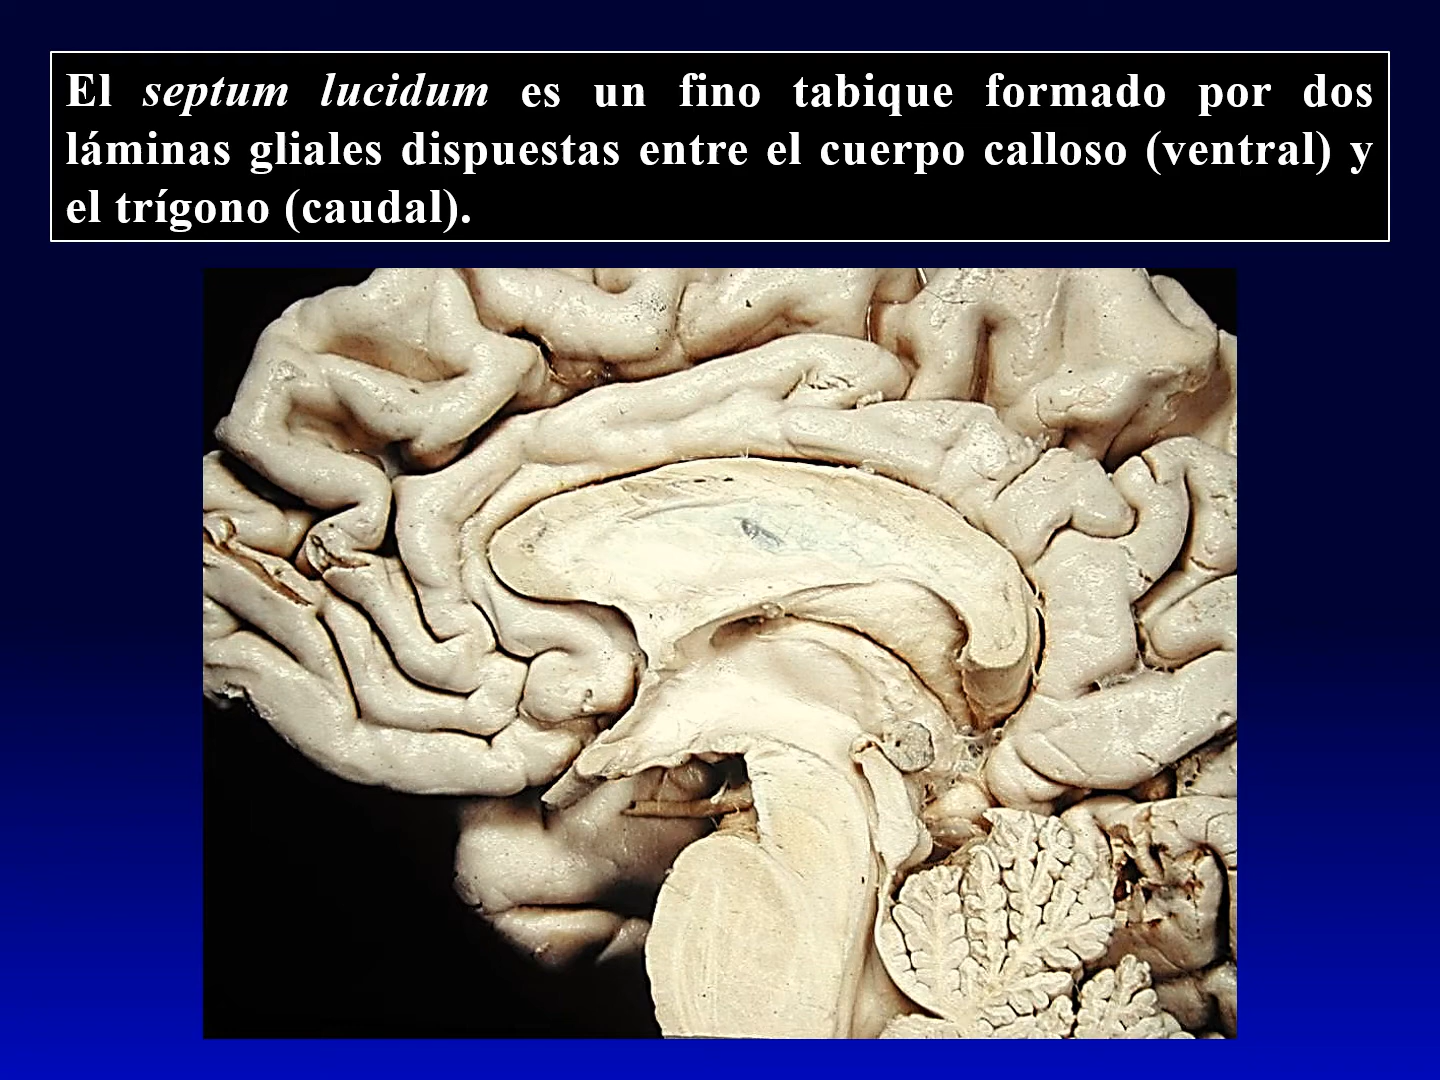 El septum lucidum es un fino tabique formado por dos
láminas gliales dispuestas entre el cuerpo calloso (ventral) y
el trígono (caudal).